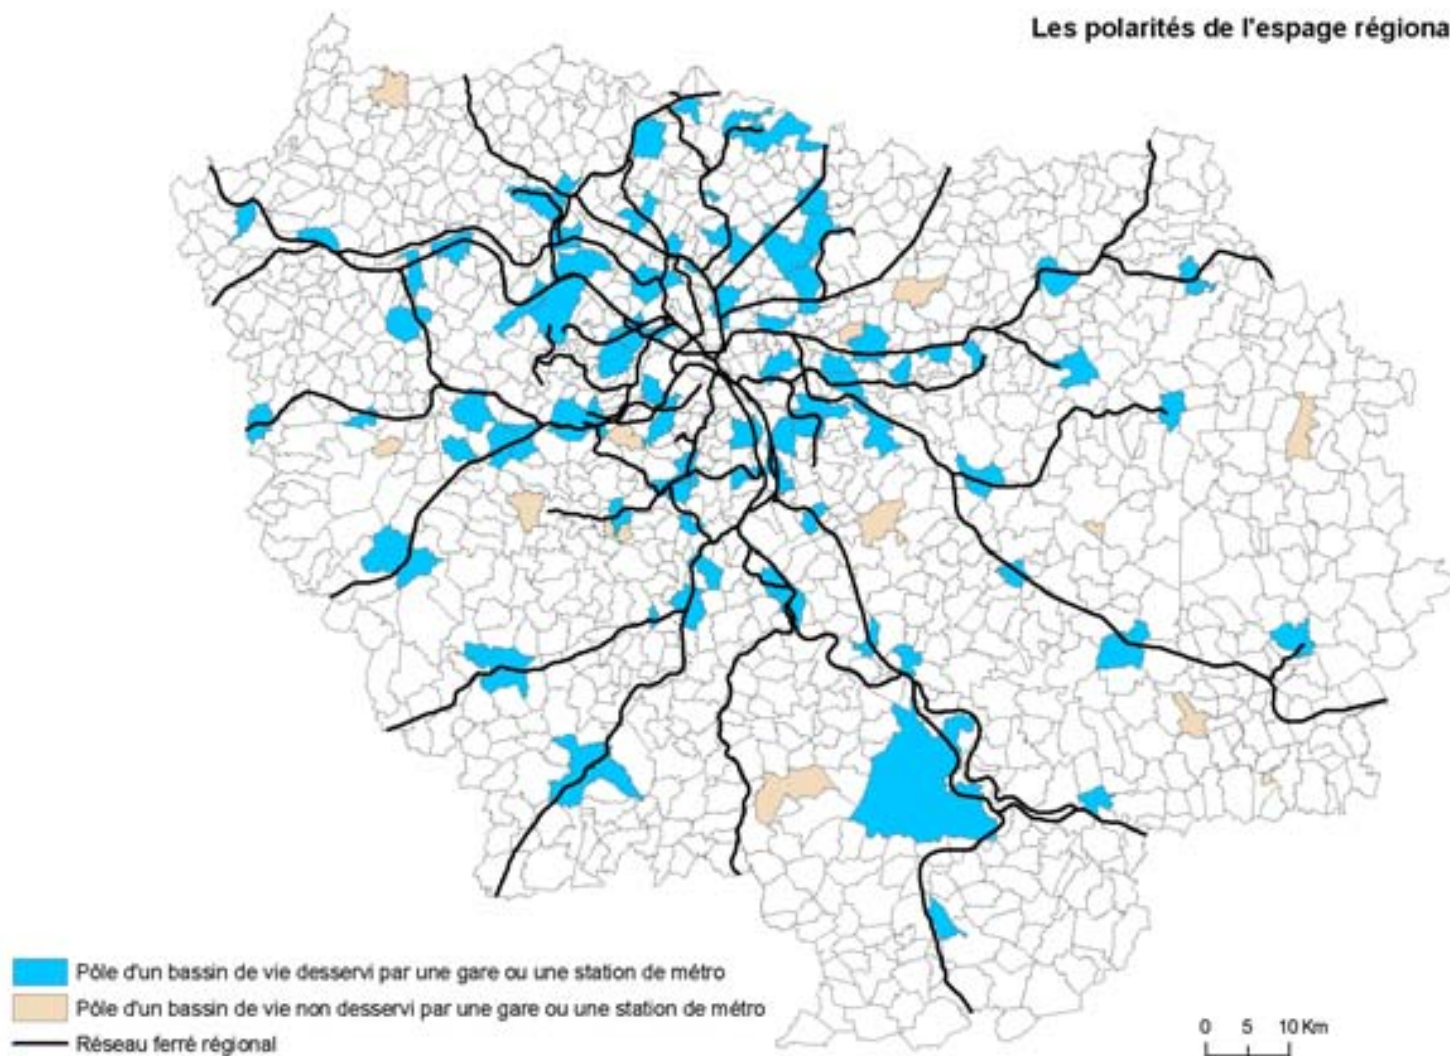 Les polarités de l'espage régiona
Pôle d'un bassin de vie desservi par une gare ou une station de métro
Pôle d'un bassin de vie non desservi par une gare ou une station de métro
Réseau ferré régional
0 5 10 Km